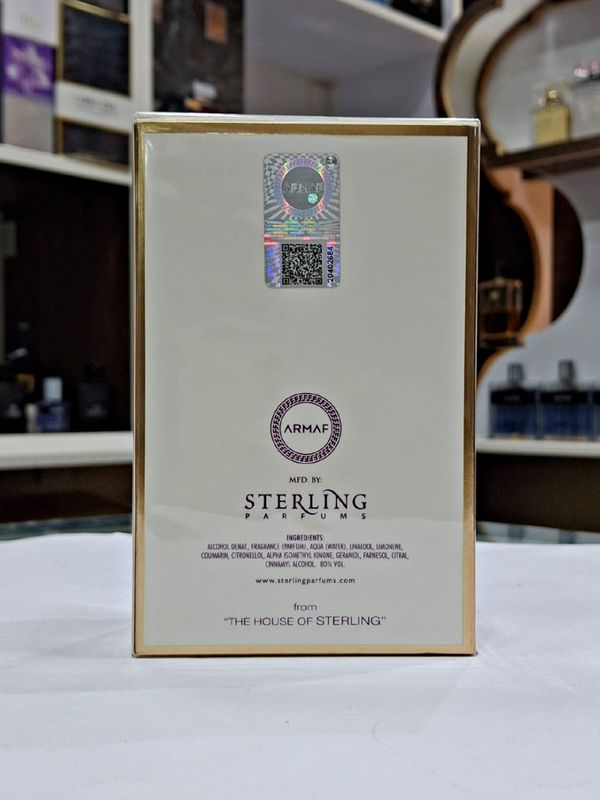 ARMAF
20402684
ARMAF
MFD. BY:
STERLING
PARFUMS
INGREDIENTS:
ALCOHOL DENAT., FRAGRANCE (PARFUM), AQUA (WATER), LINALOOL, LIMONENE,
COUMARIN, CITRONELLOL, ALPHA ISOMETHYL IONONE, GERANIOL, FARNESOL, CITRAL,
CINNAMYL ALCOHOL. 80% VOL.
www.sterlingparfums.com
from
"THE HOUSE OF STERLING"